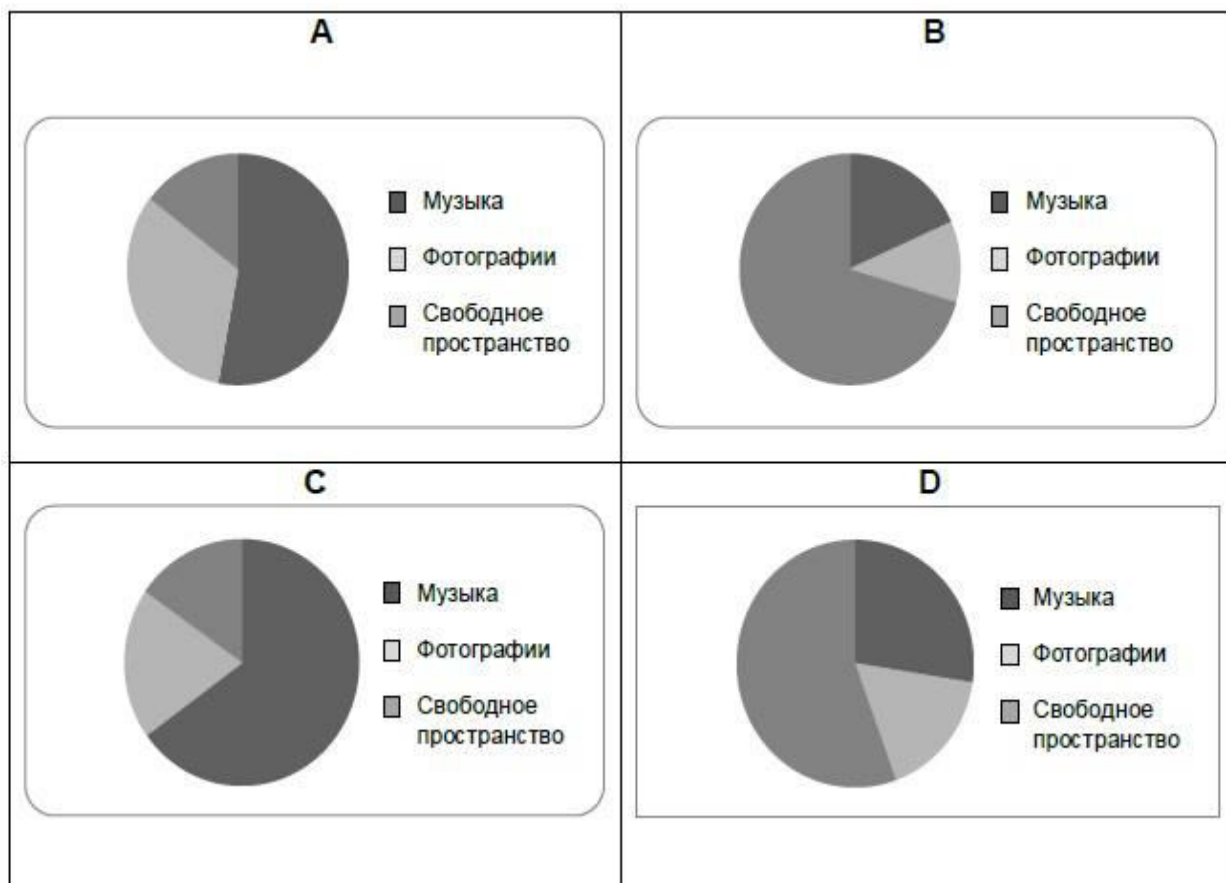 A
Музыка
Фотографии
Свободное
пространство
B
Музыка
Фотографии
Свободное
пространство
C
Музыка
Фотографии
Свободное
пространство
D
Музыка
Фотографии
Свободное
пространство